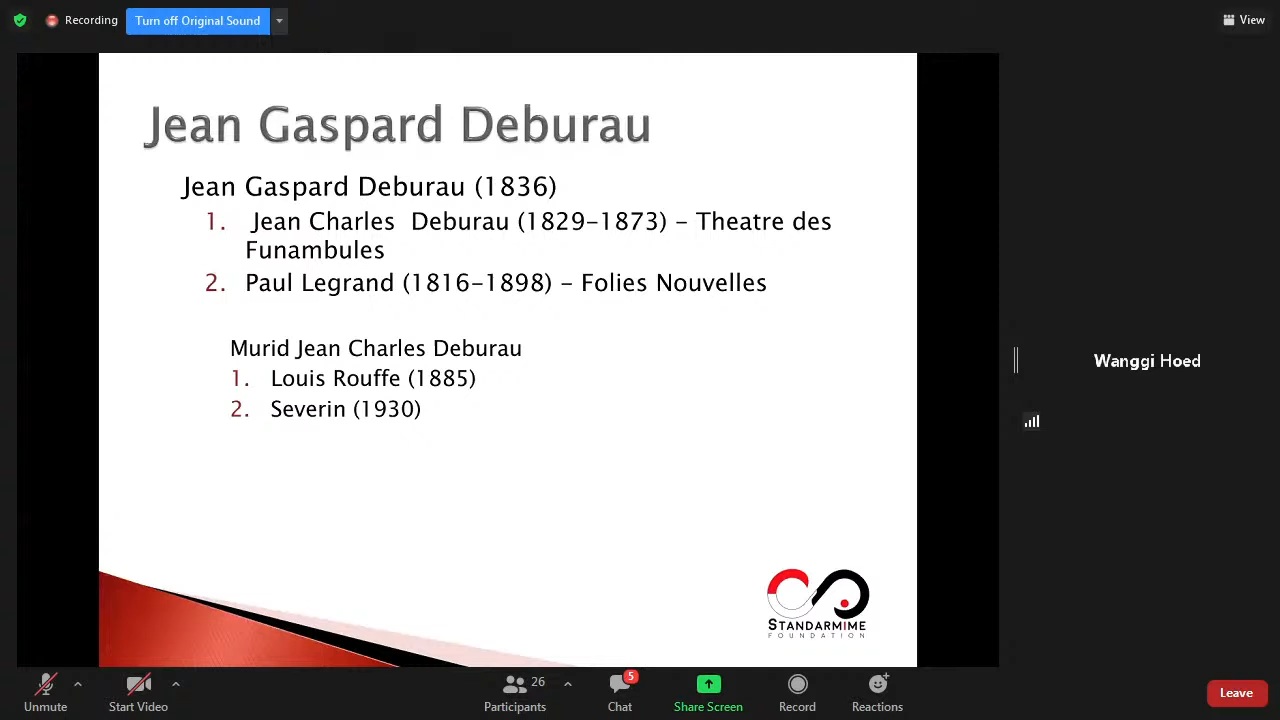 Recording
Turn off Original Sound
View
Jean Gaspard Deburau
Jean Gaspard Deburau (1836)
1. Jean Charles Deburau (1829-1873) - Theatre des
Funambules
2. Paul Legrand (1816-1898) - Folies Nouvelles
Murid Jean Charles Deburau
1. Louis Rouffe (1885)
2. Severin (1930)
Wanggi Hoed
STANDARMIME
FOUNDATION
Unmute
Start Video
26
Participants
5
Chat
Share Screen
Record
Reactions
Leave